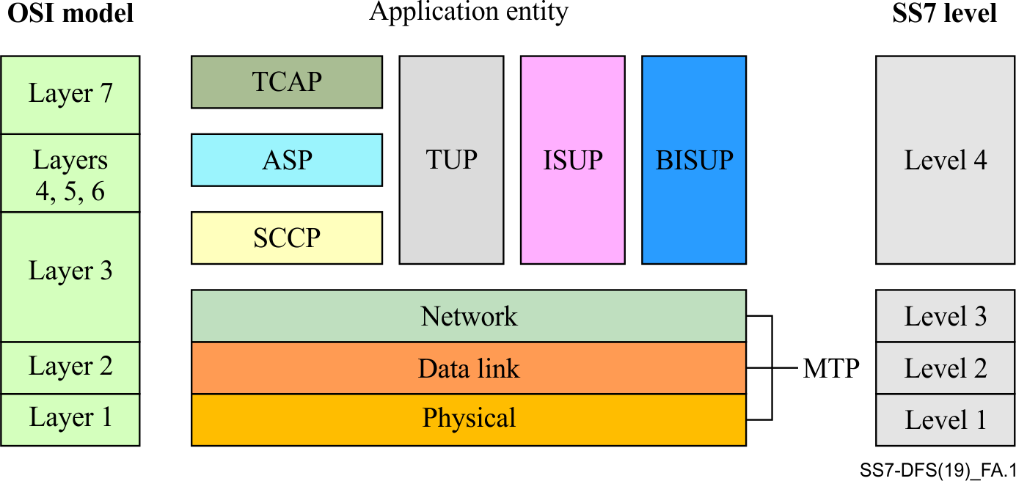 OSI model
Application entity
SS7 level
Layer 7
Layers
4, 5, 6
Layer 3
Layer 2
Layer 1
TCAP
ASP
SCCP
TUP
ISUP
BISUP
Network
Data link
Physical
MTP
Level 4
Level 3
Level 2
Level 1
SS7-DFS(19)_FA.1